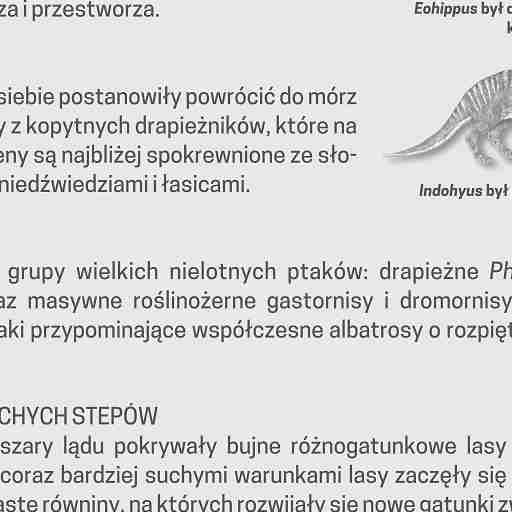 za i przestworza.
Eohippus był
siebie postanowiły powrócić do mórz
y z kopytnych drapieżników, które na
eny są najbliżej spokrewnione ze sło-
niedźwiedziami i łasicami.
Indohyus był
grupy wielkich nielotnych ptaków: drapieżne Ph
az masywne roślinożerne gastornisy i dromornisy
aki przypominające współczesne albatrosy o rozpięt
CHYCH STEPÓW
szary lądu pokrywały bujne różnogatunkowe lasy
coraz bardziej suchymi warunkami lasy zaczęły się
aste równiny, na których rozwijały się nowe gatunki zw